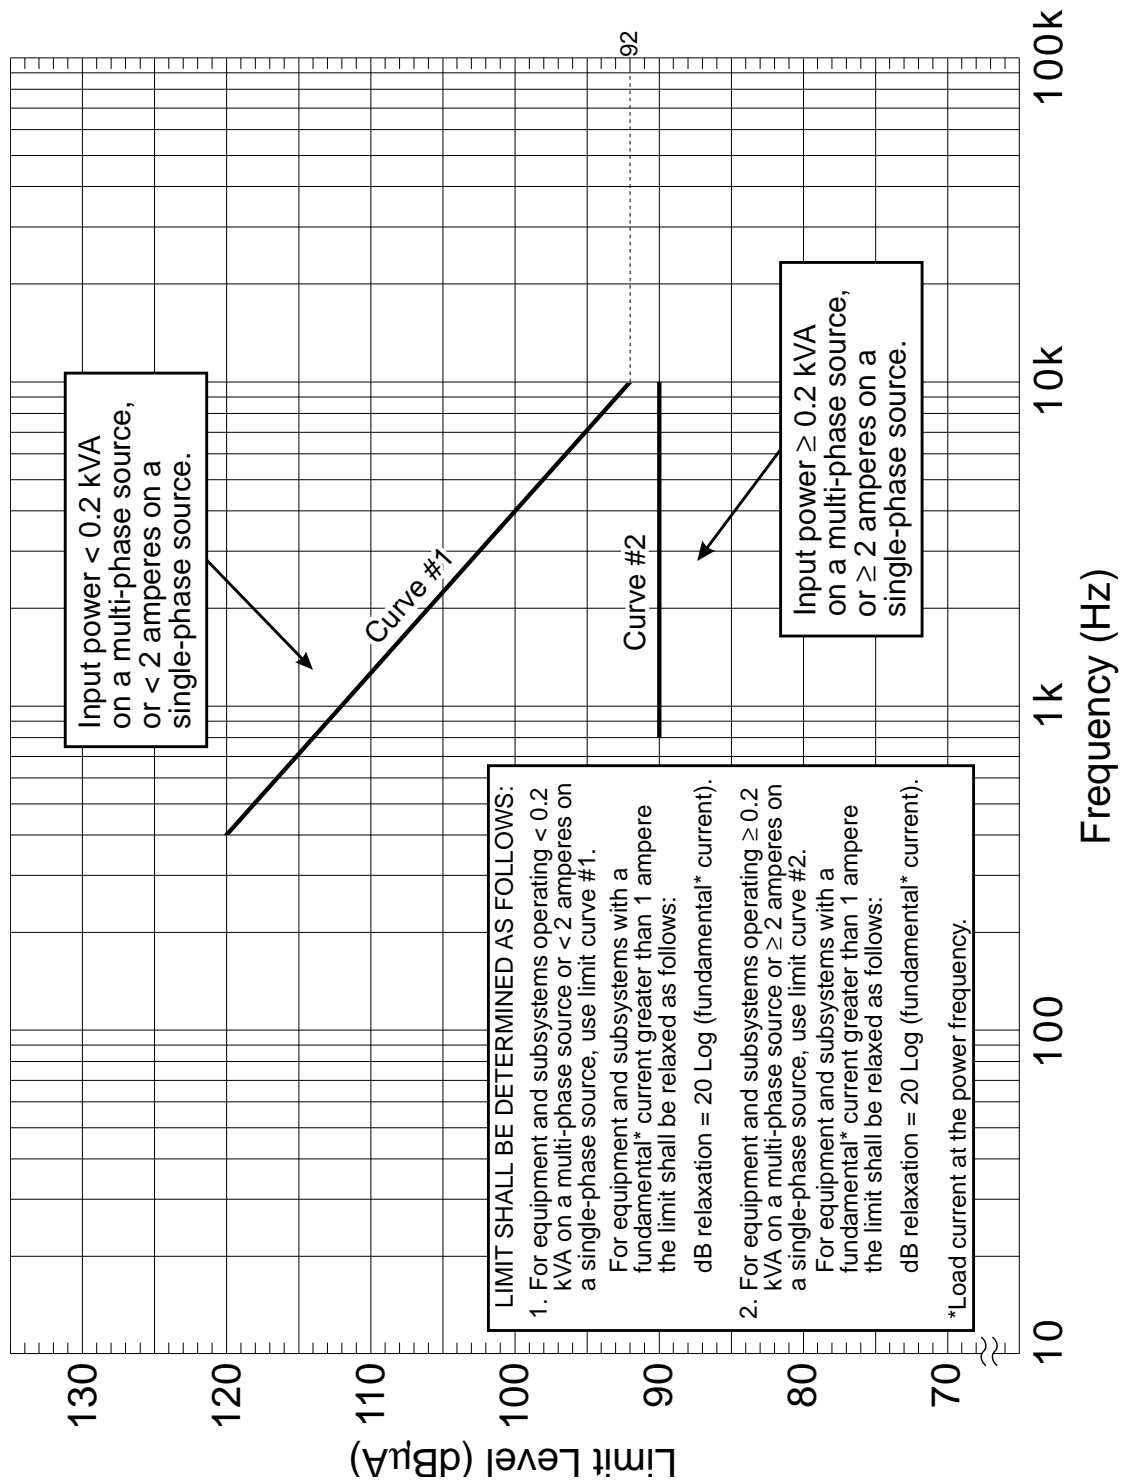 Limit Level (dBµA)
130
120
110
100
90
80
70
10
100
1k
10k
100k
Frequency (Hz)
92
Input power < 0.2 kVA
on a multi-phase source,
or < 2 amperes on a
single-phase source.
Curve #1
Curve #2
Input power ≥ 0.2 kVA
on a multi-phase source,
or ≥ 2 amperes on a
single-phase source.
LIMIT SHALL BE DETERMINED AS FOLLOWS:
1. For equipment and subsystems operating < 0.2
kVA on a multi-phase source or < 2 amperes on
a single-phase source, use limit curve #1.
For equipment and subsystems with a
fundamental* current greater than 1 ampere
the limit shall be relaxed as follows:
dB relaxation = 20 Log (fundamental* current).
2. For equipment and subsystems operating ≥ 0.2
kVA on a multi-phase source or ≥ 2 amperes on
a single-phase source, use limit curve #2.
For equipment and subsystems with a
fundamental* current greater than 1 ampere
the limit shall be relaxed as follows:
dB relaxation = 20 Log (fundamental* current).
*Load current at the power frequency.